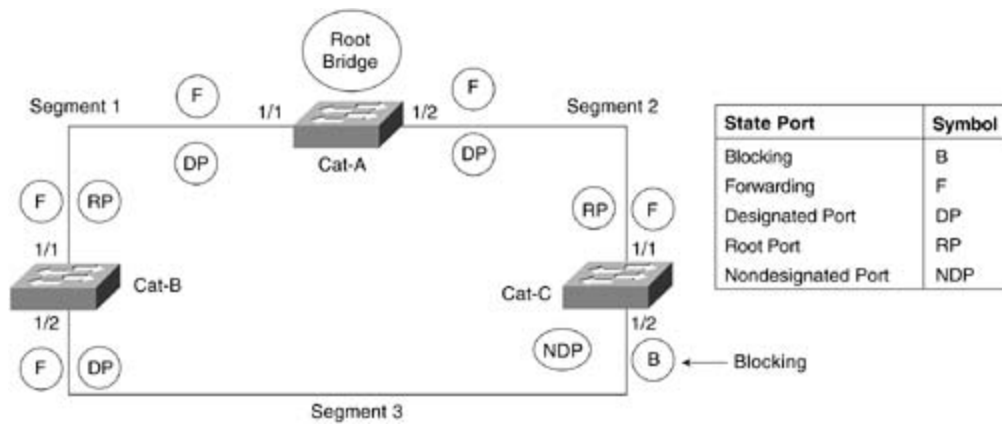 Root
Bridge
Segment 1
F
1/1
1/2
F
Segment 2
DP
Cat-A
DP
F
RP
RP
F
1/1
1/1
Cat-B
Cat-C
1/2
1/2
F
DP
NDP
B
Blocking
Segment 3
State Port Symbol
Blocking B
Forwarding F
Designated Port DP
Root Port RP
Nondesignated Port NDP